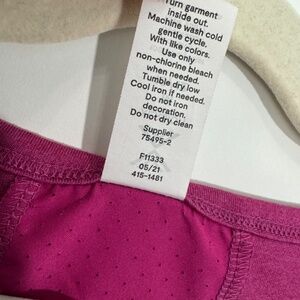 Turn garment
inside out.
Machine wash cold
gentle cycle.
With like colors.
Use only
non-chlorine bleach
when needed.
Tumble dry low
Cool iron if needed.
Do not iron
decoration.
Do not dry clean
Supplier
75495-2
F11333
05/21
415-1481